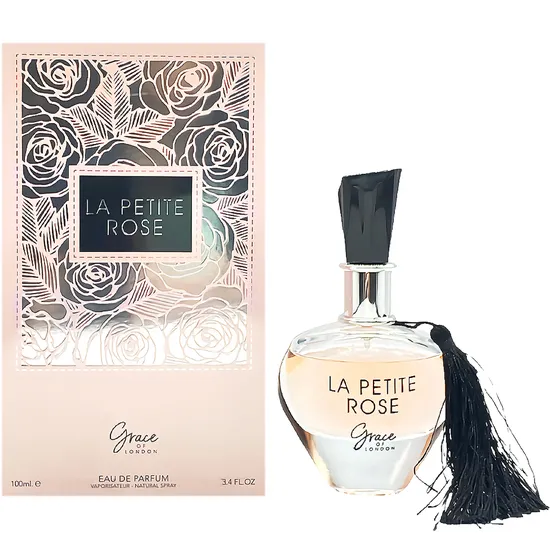 LA PETITE
ROSE
Grace
OF
LONDON
100ml. e
EAU DE PARFUM
VAPORISATEUR - NATURAL SPRAY
3.4 FL.OZ
LA PETITE
ROSE
Grace
OF
LONDON